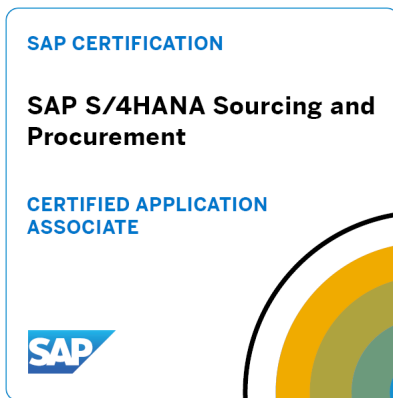 SAP CERTIFICATION
SAP S/4HANA Sourcing and
Procurement
CERTIFIED APPLICATION
ASSOCIATE
SAP